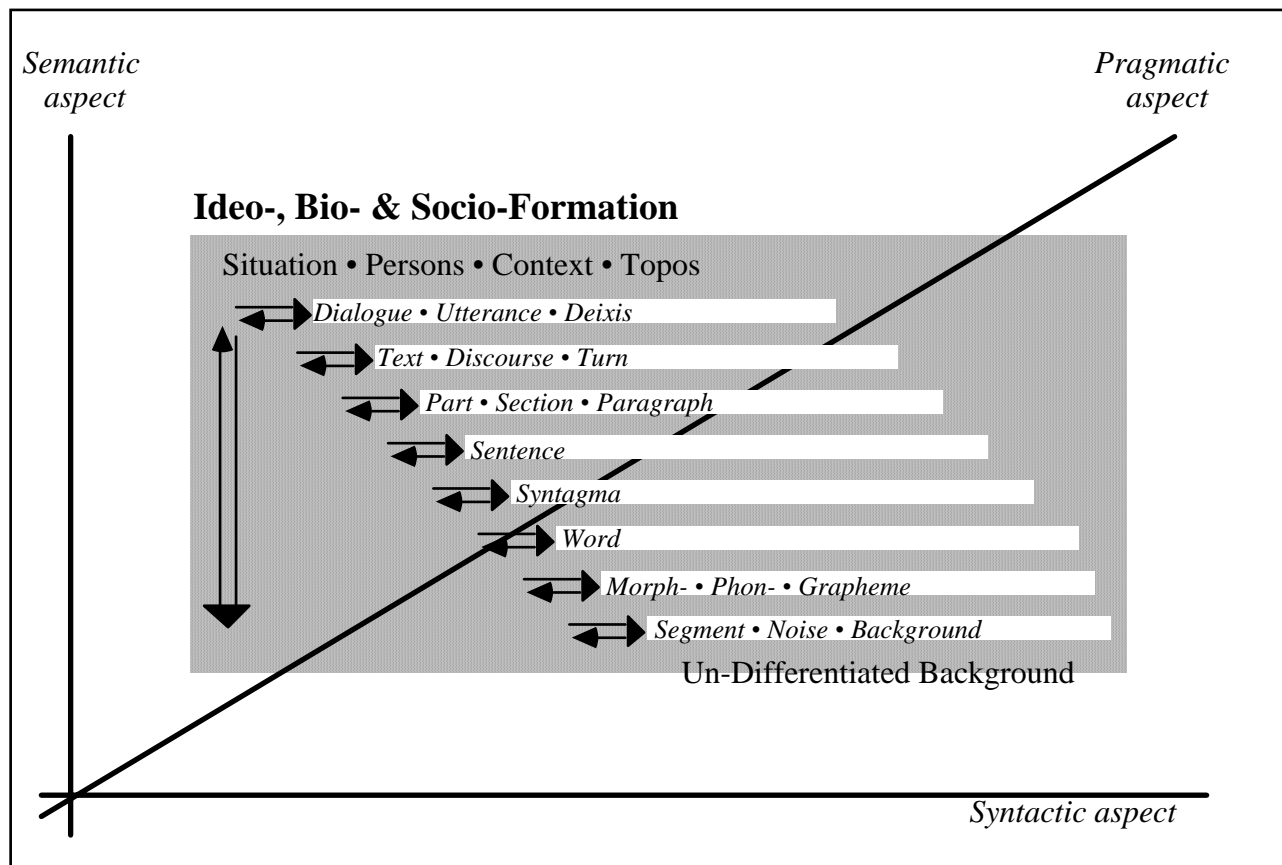 Semantic
aspect
Pragmatic
aspect
Ideo-, Bio- & Socio-Formation
Situation • Persons • Context • Topos
Dialogue • Utterance • Deixis
Text • Discourse • Turn
Part • Section • Paragraph
Sentence
Syntagma
Word
Morph- • Phon- • Grapheme
Segment • Noise • Background
Un-Differentiated Background
Syntactic aspect